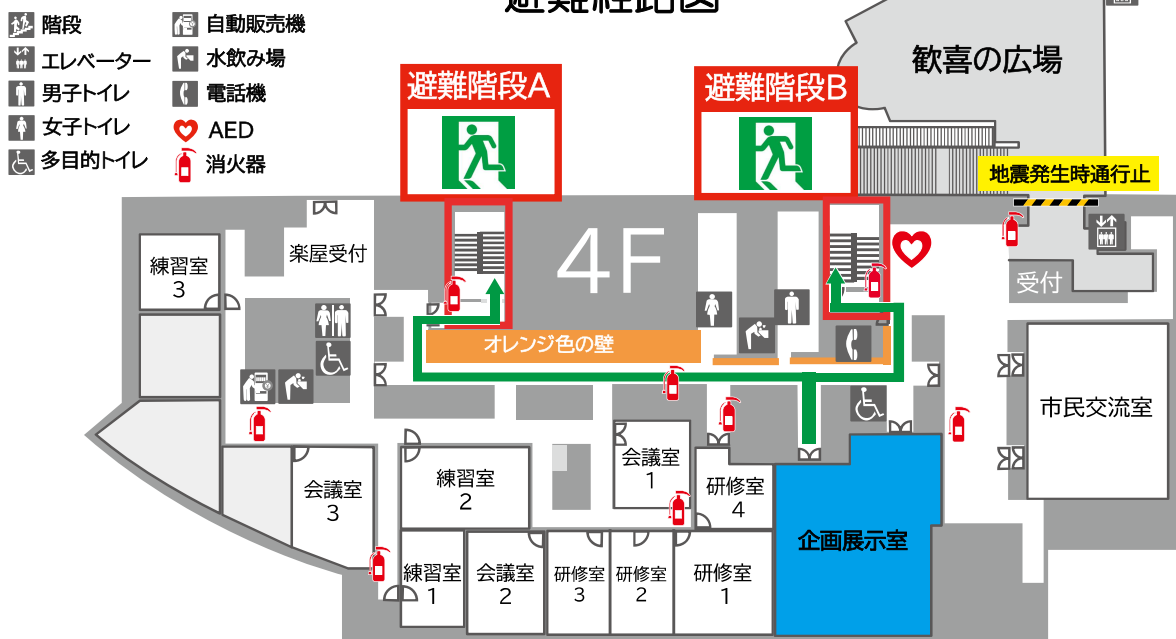 避難経路図
階段
エレベーター
男子トイレ
女子トイレ
多目的トイレ
自動販売機
水飲み場
電話機
AED
消火器
避難階段A
避難階段B
歓喜の広場
地震発生時通行止
練習室
3
楽屋受付
4F
受付
オレンジ色の壁
市民交流室
会議室
3
練習室
2
会議室
1
研修室
4
企画展示室
練習室
1
会議室
2
研修室
3
研修室
2
研修室
1